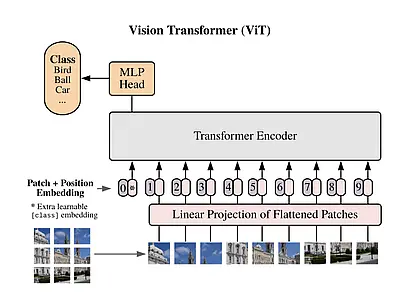 Vision Transformer (ViT)
Class
Bird
Ball
Car
...
MLP
Head
Transformer Encoder
Patch + Position
Embedding
* Extra learnable
[class] embedding
0 * 1 2 3 4 5 6 7 8 9
Linear Projection of Flattened Patches